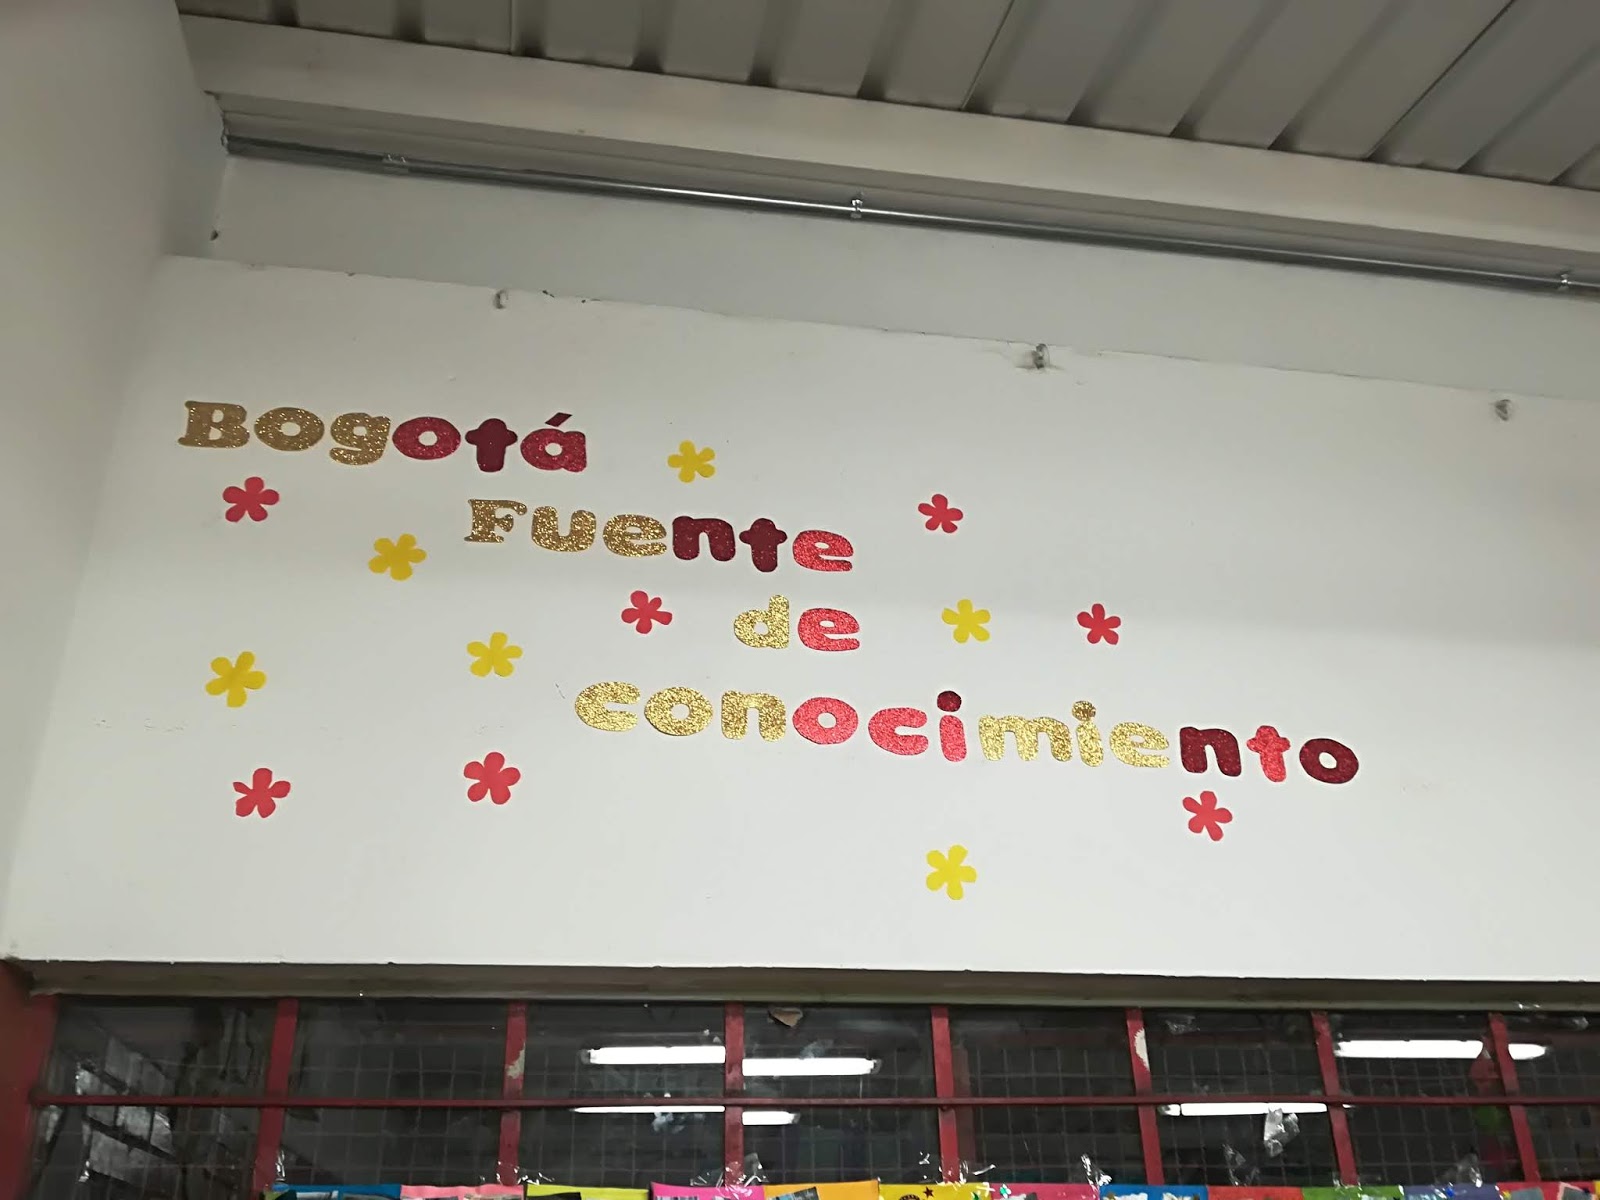 Bogotá
Fuente
de
conocimiento